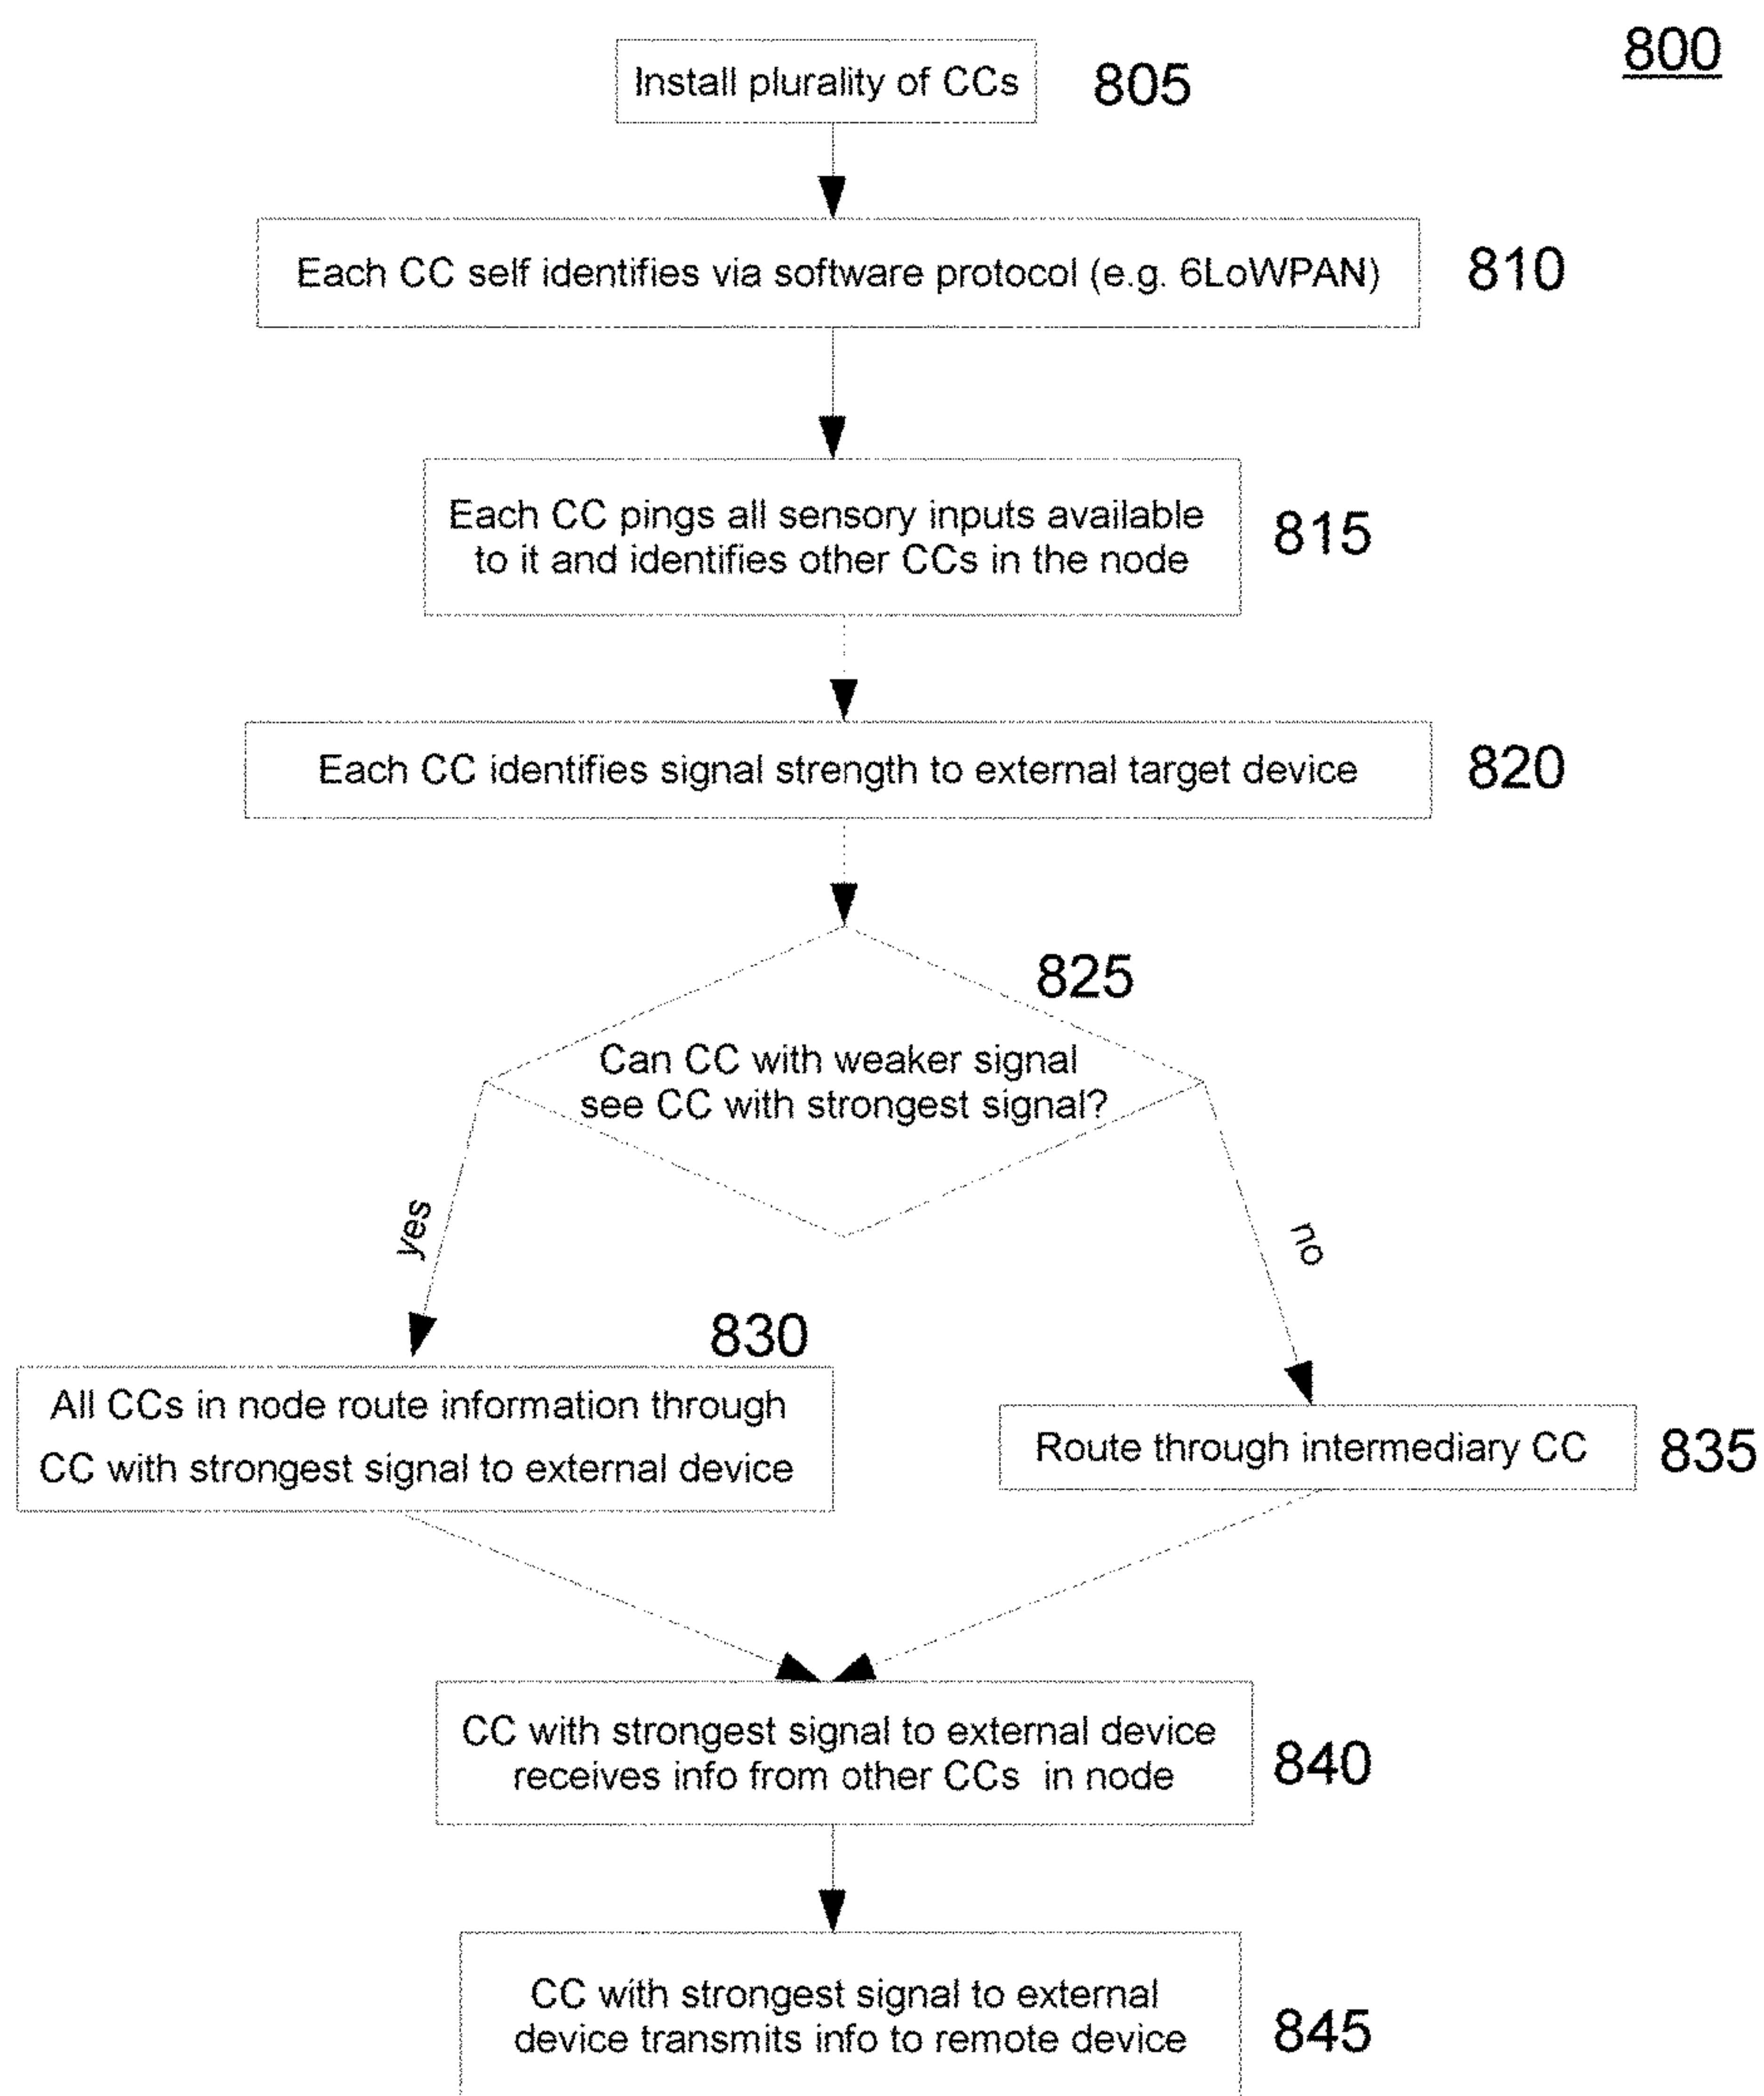 800
Install plurality of CCs
805
Each CC self identifies via software protocol (e.g. 6LoWPAN)
810
Each CC pings all sensory inputs available
to it and identifies other CCs in the node
815
Each CC identifies signal strength to external target device
820
825
Can CC with weaker signal
see CC with strongest signal?
yes
no
830
All CCs in node route information through
CC with strongest signal to external device
Route through intermediary CC
835
CC with strongest signal to external device
receives info from other CCs in node
840
CC with strongest signal to external
device transmits info to remote device
845